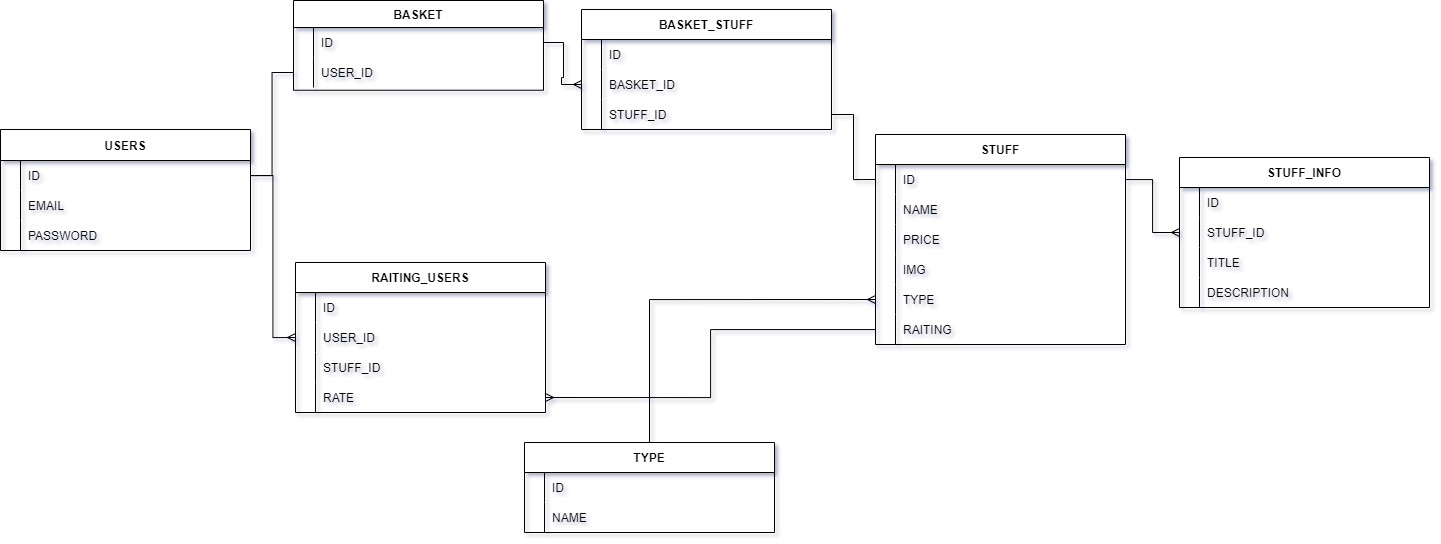 BASKET
ID
USER_ID
BASKET_STUFF
ID
BASKET_ID
STUFF_ID
USERS
ID
EMAIL
PASSWORD
STUFF
ID
NAME
PRICE
IMG
TYPE
RAITING
STUFF_INFO
ID
STUFF_ID
TITLE
DESCRIPTION
RAITING_USERS
ID
USER_ID
STUFF_ID
RATE
TYPE
ID
NAME